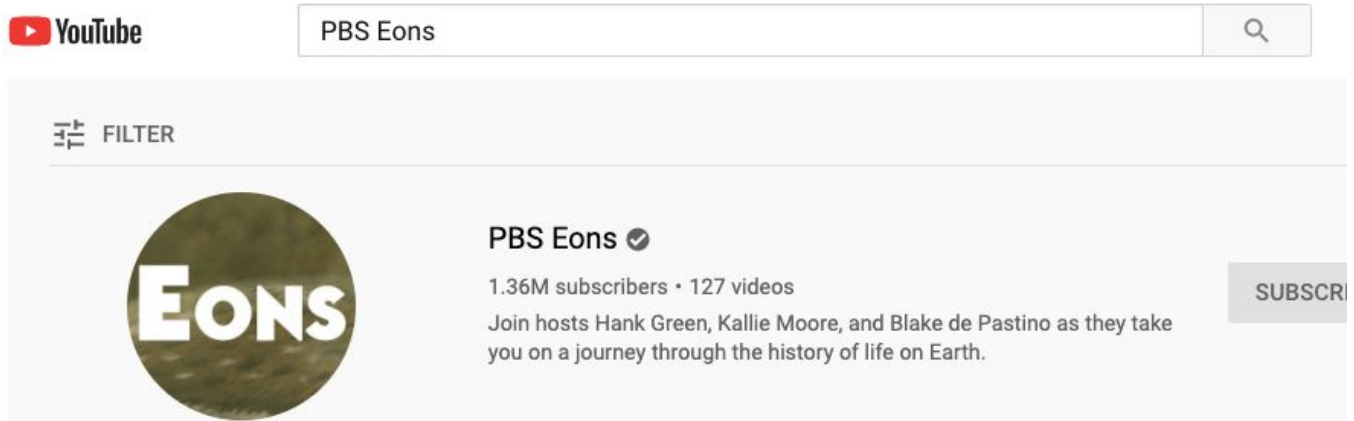 YouTube
PBS Eons
FILTER
EONS
PBS Eons
1.36M subscribers • 127 videos
Join hosts Hank Green, Kallie Moore, and Blake de Pastino as they take
you on a journey through the history of life on Earth.
SUBSCRI